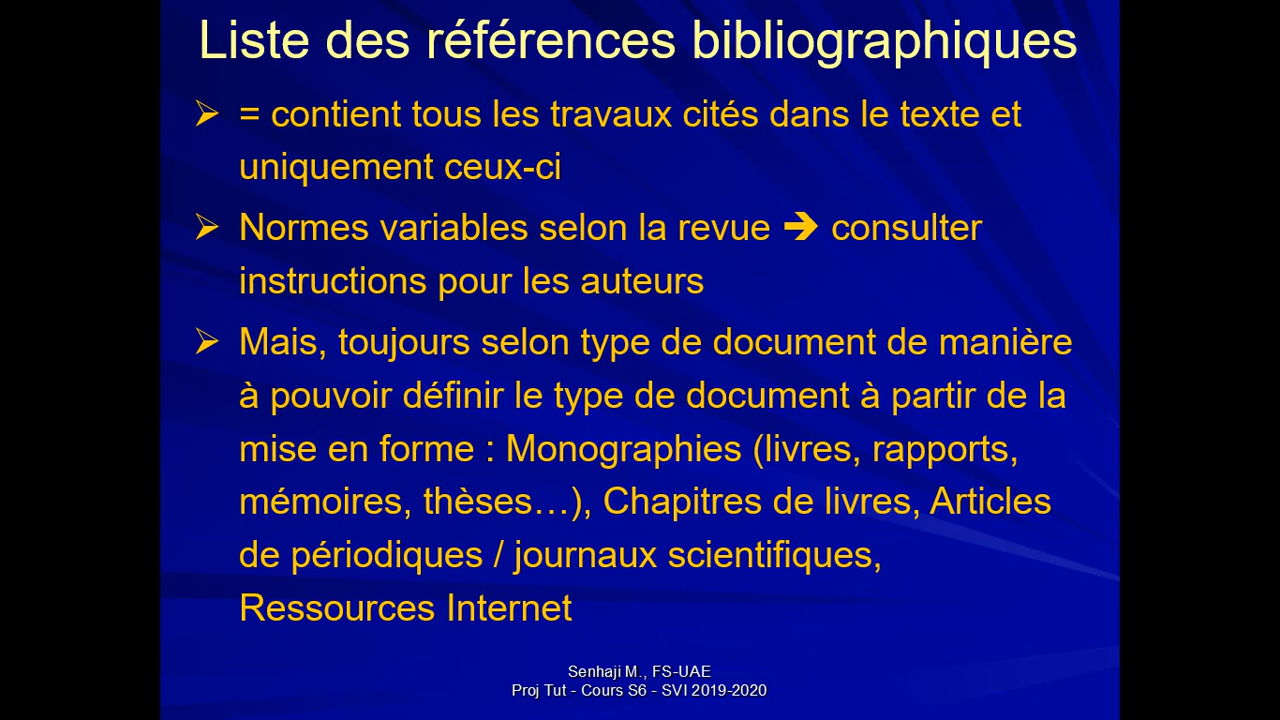 Liste des références bibliographiques
➢ = contient tous les travaux cités dans le texte et
uniquement ceux-ci
➢ Normes variables selon la revue ➔ consulter
instructions pour les auteurs
➢ Mais, toujours selon type de document de manière
à pouvoir définir le type de document à partir de la
mise en forme : Monographies (livres, rapports,
mémoires, thèses…), Chapitres de livres, Articles
de périodiques / journaux scientifiques,
Ressources Internet
Senhaji M., FS-UAE
Proj Tut - Cours S6 - SVI 2019-2020